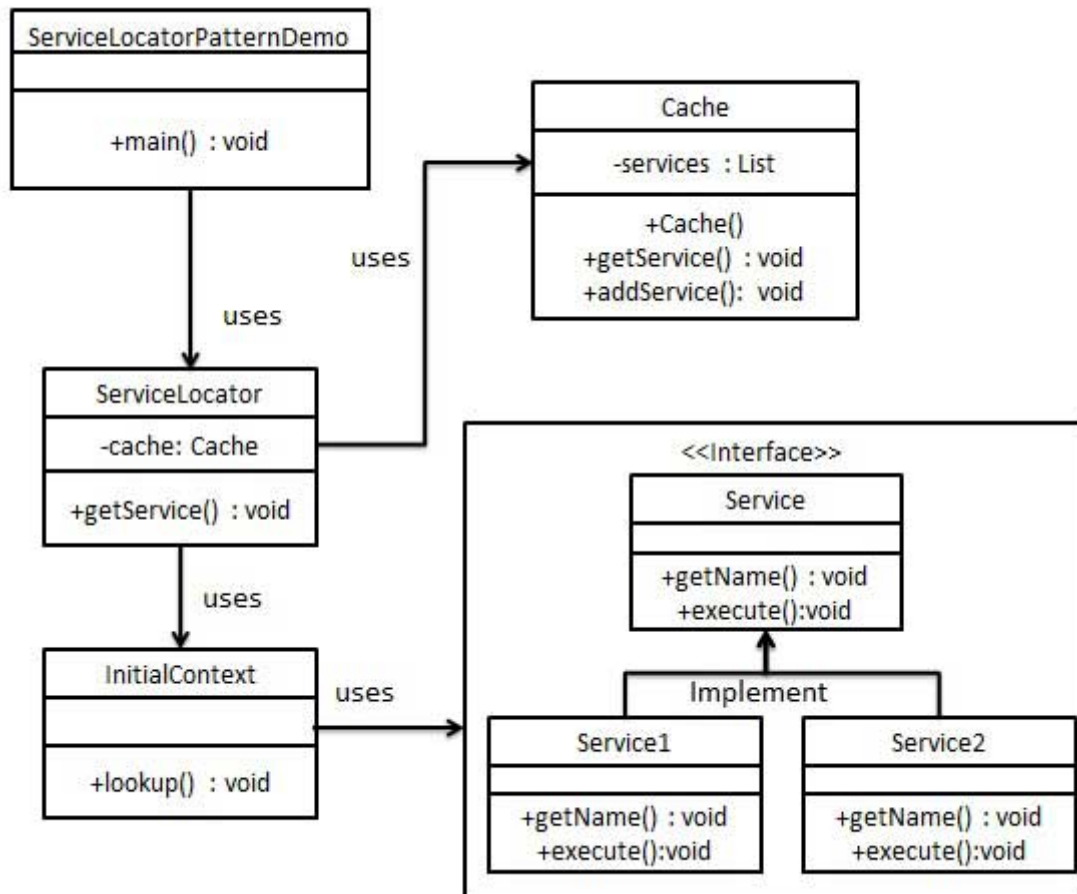 ServiceLocatorPatternDemo
+main() : void
uses
Cache
-services : List
+Cache()
+getService() : void
+addService(): void
uses
ServiceLocator
-cache: Cache
+getService() : void
uses
InitialContext
+lookup() : void
uses
<<Interface>>
Service
+getName() : void
+execute():void
Implement
Service1
+getName() : void
+execute():void
Service2
+getName() : void
+execute():void